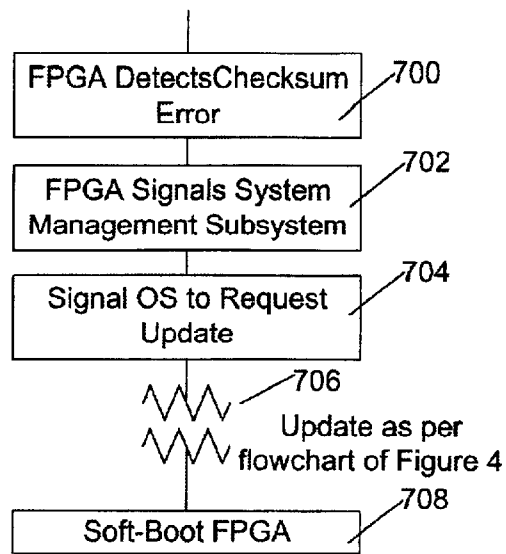 FPGA DetectsChecksum
Error
700
FPGA Signals System
Management Subsystem
702
Signal OS to Request
Update
704
706
Update as per
flowchart of Figure 4
Soft-Boot FPGA
708